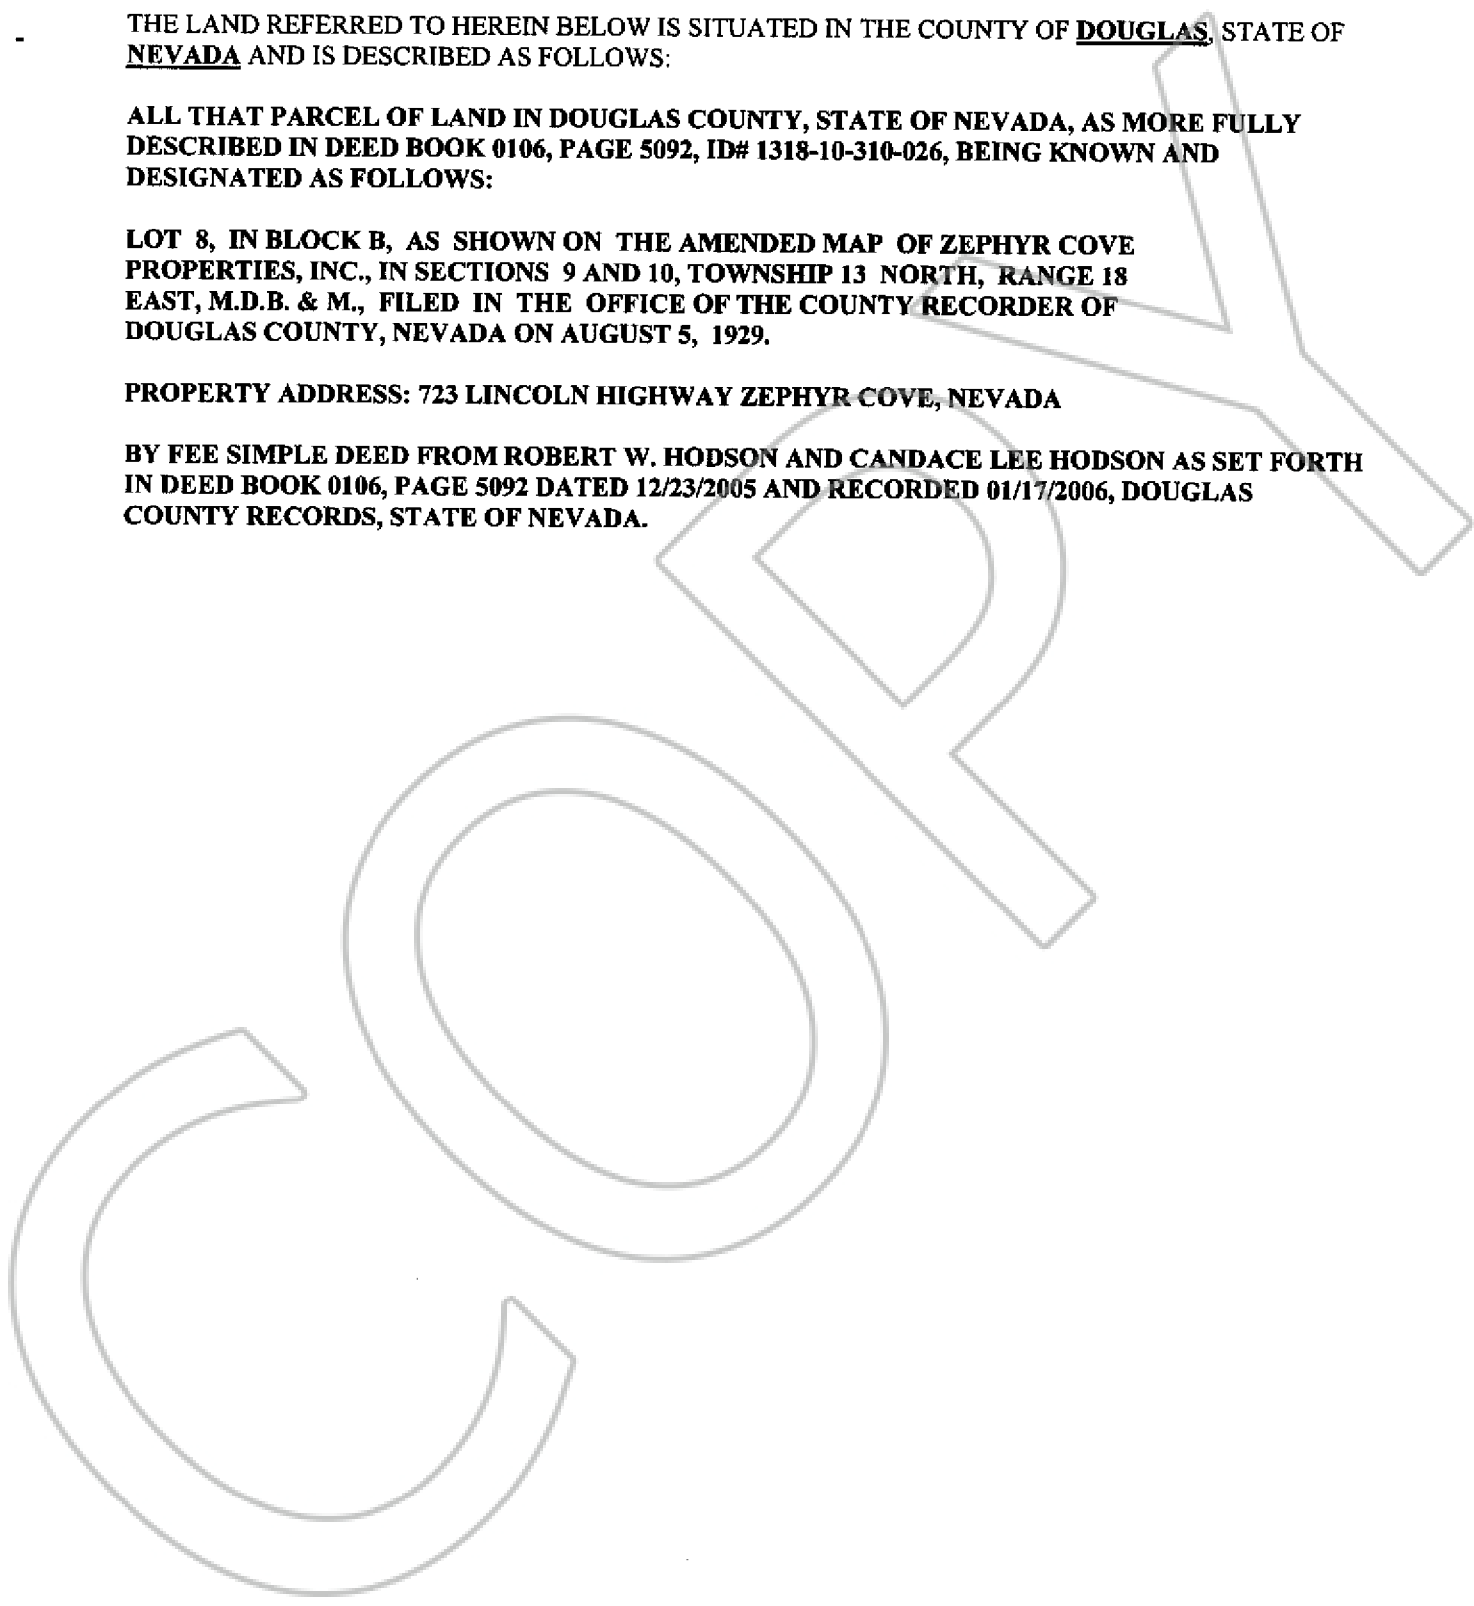 THE LAND REFERRED TO HEREIN BELOW IS SITUATED IN THE COUNTY OF DOUGLAS, STATE OF
NEVADA AND IS DESCRIBED AS FOLLOWS:
ALL THAT PARCEL OF LAND IN DOUGLAS COUNTY, STATE OF NEVADA, AS MORE FULLY
DESCRIBED IN DEED BOOK 0106, PAGE 5092, ID# 1318-10-310-026, BEING KNOWN AND
DESIGNATED AS FOLLOWS:
LOT 8, IN BLOCK B, AS SHOWN ON THE AMENDED MAP OF ZEPHYR COVE
PROPERTIES, INC., IN SECTIONS 9 AND 10, TOWNSHIP 13 NORTH, RANGE 18
EAST, M.D.B. & M., FILED IN THE OFFICE OF THE COUNTY RECORDER OF
DOUGLAS COUNTY, NEVADA ON AUGUST 5, 1929.
PROPERTY ADDRESS: 723 LINCOLN HIGHWAY ZEPHYR COVE, NEVADA
BY FEE SIMPLE DEED FROM ROBERT W. HODSON AND CANDACE LEE HODSON AS SET FORTH
IN DEED BOOK 0106, PAGE 5092 DATED 12/23/2005 AND RECORDED 01/17/2006, DOUGLAS
COUNTY RECORDS, STATE OF NEVADA.
COPY